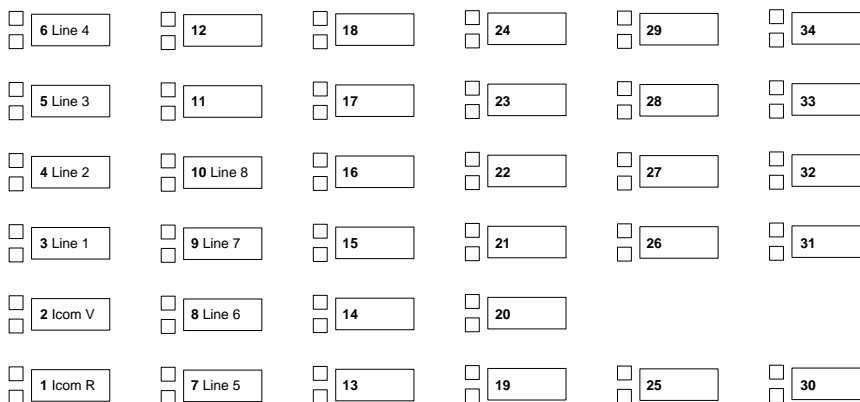 6 Line 4 12 18 24 29 34
5 Line 3 11 17 23 28 33
4 Line 2 10 Line 8 16 22 27 32
3 Line 1 9 Line 7 15 21 26 31
2 Icom V 8 Line 6 14 20
1 Icom R 7 Line 5 13 19 25 30